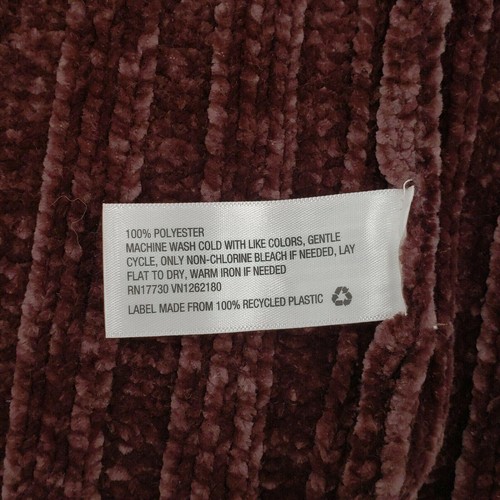 100% POLYESTER
MACHINE WASH COLD WITH LIKE COLORS, GENTLE
CYCLE, ONLY NON-CHLORINE BLEACH IF NEEDED, LAY
FLAT TO DRY, WARM IRON IF NEEDED
RN17730 VN1262180
LABEL MADE FROM 100% RECYCLED PLASTIC